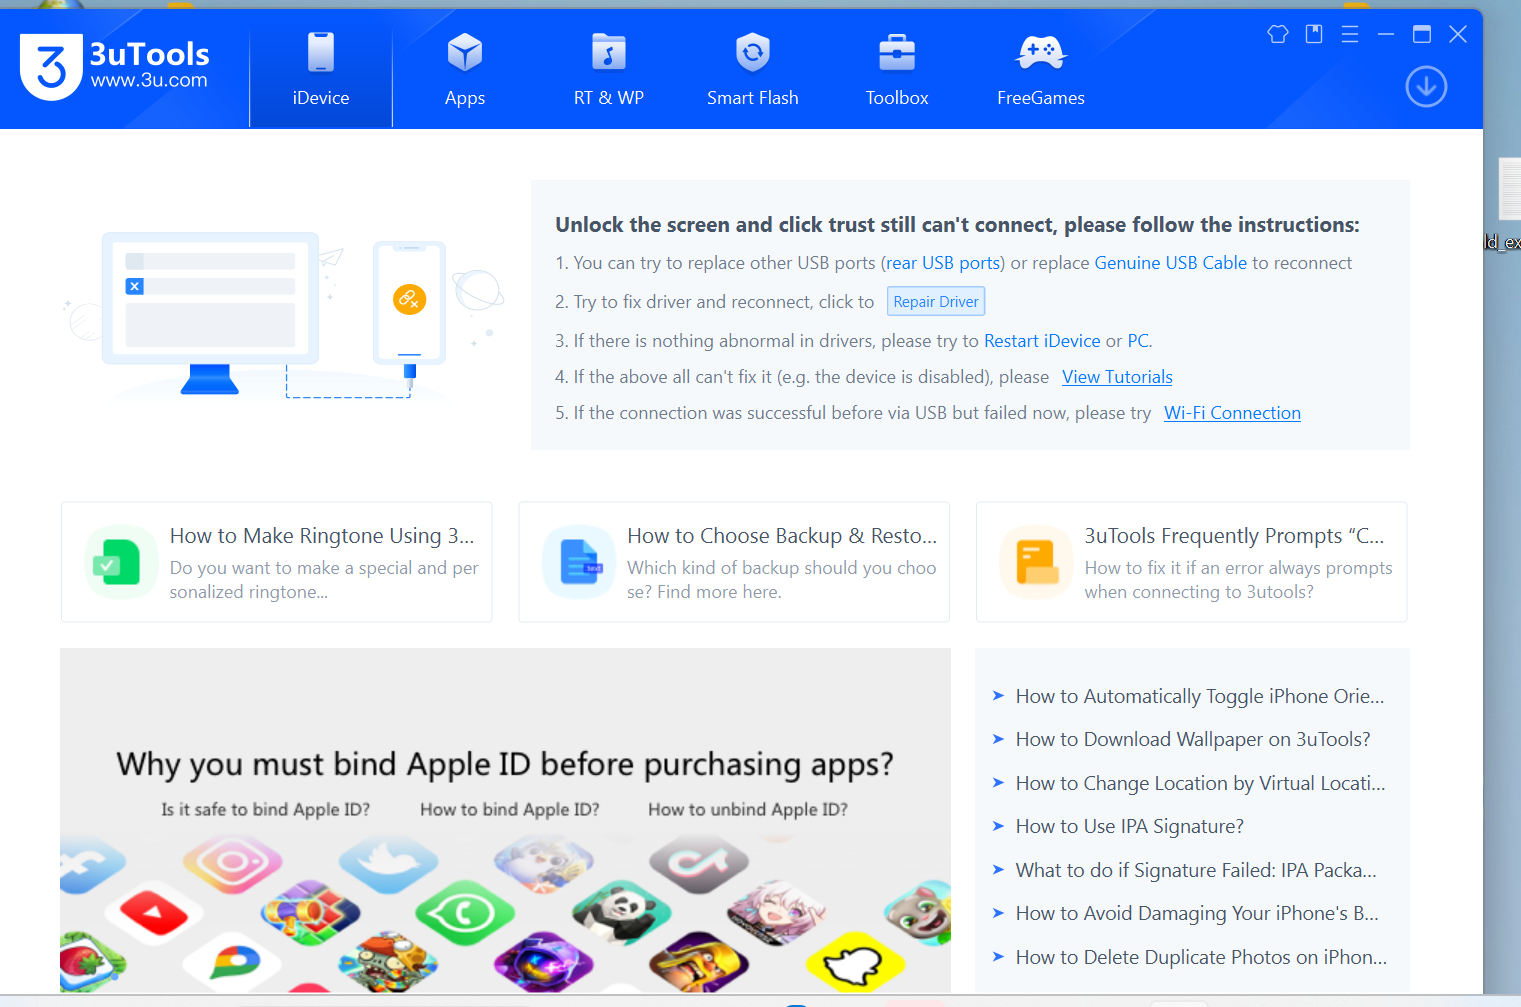 3uTools
www.3u.com
iDevice
Apps
RT & WP
Smart Flash
Toolbox
FreeGames
Unlock the screen and click trust still can't connect, please follow the instructions:
1. You can try to replace other USB ports (rear USB ports) or replace Genuine USB Cable to reconnect
2. Try to fix driver and reconnect, click to Repair Driver
3. If there is nothing abnormal in drivers, please try to Restart iDevice or PC.
4. If the above all can't fix it (e.g. the device is disabled), please View Tutorials
5. If the connection was successful before via USB but failed now, please try Wi-Fi Connection
ld_ex
How to Make Ringtone Using 3...
Do you want to make a special and per
sonalized ringtone...
text
How to Choose Backup & Resto...
Which kind of backup should you choo
se? Find more here.
3uTools Frequently Prompts “C...
How to fix it if an error always prompts
when connecting to 3utools?
Why you must bind Apple ID before purchasing apps?
Is it safe to bind Apple ID?
How to bind Apple ID?
How to unbind Apple ID?
How to Automatically Toggle iPhone Orie...
How to Download Wallpaper on 3uTools?
How to Change Location by Virtual Locati...
How to Use IPA Signature?
What to do if Signature Failed: IPA Packa...
How to Avoid Damaging Your iPhone's B...
How to Delete Duplicate Photos on iPhon...